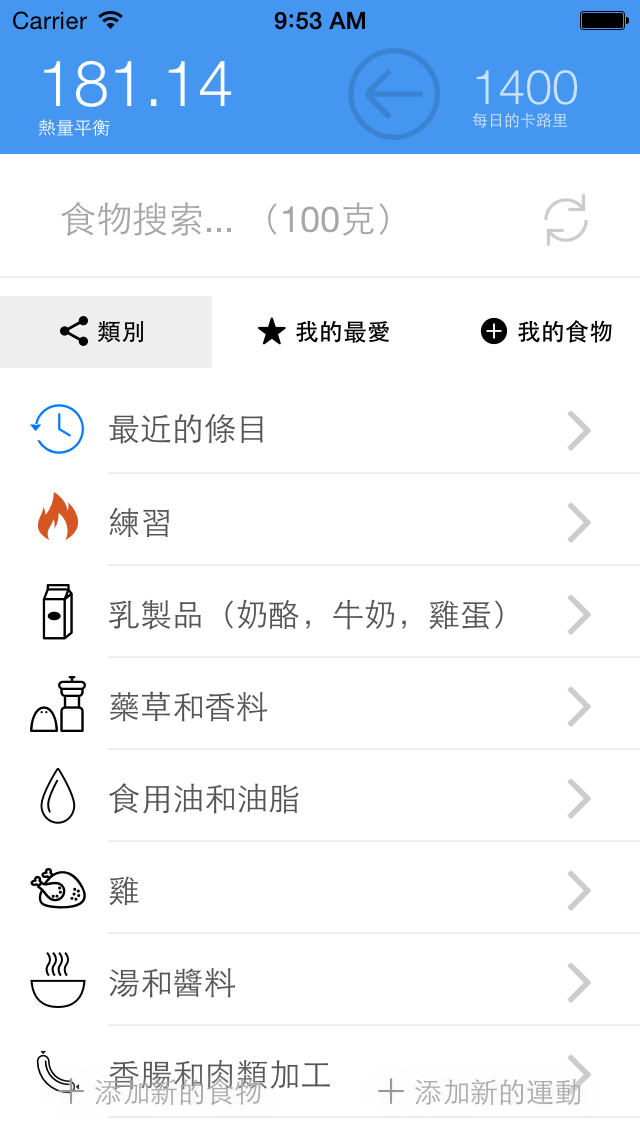 Carrier 9:53 AM
181.14 1400
熱量平衡 每日的卡路里
食物搜索... （100克）
類別 我的最愛 我的食物
最近的條目
練習
乳製品（奶酪，牛奶，雞蛋）
藥草和香料
食用油和油脂
雞
湯和醬料
香腸和肉類加工
添加新的食物 添加新的運動